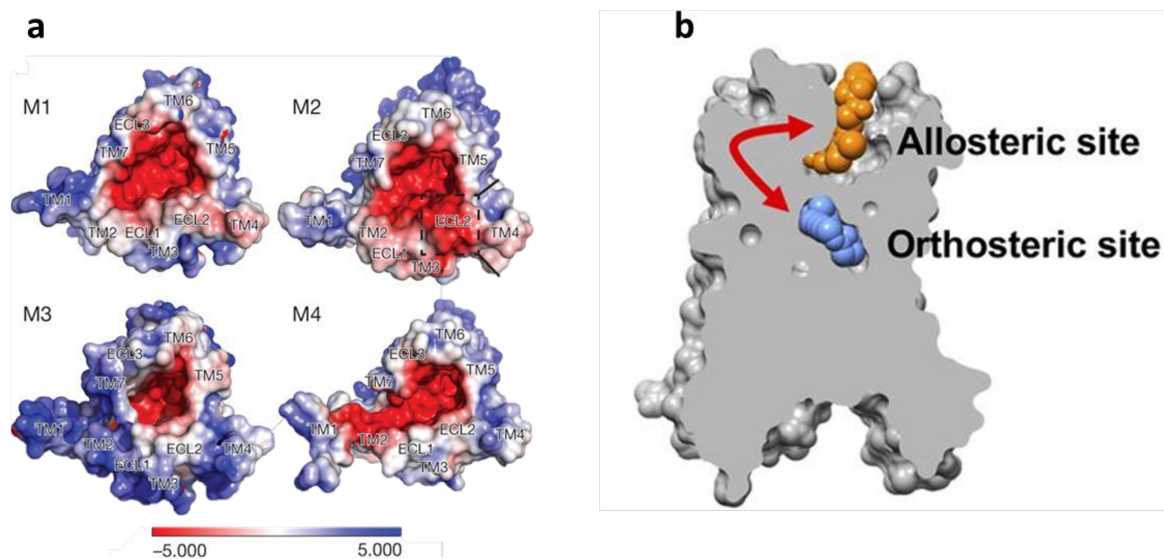 a
b
M1
TM6
ECL3
TM7
TM5
TM1
ECL2
TM2
ECL1
TM4
TM3
M2
TM6
ECL3
TM7
TM5
TM1
ECL2
TM2
TM4
ECL1
TM3
M3
TM6
ECL3
TM5
TM7
TM1
TM2
ECL2
TM4
ECL1
TM3
M4
TM6
ECL3
TM5
TM7
TM1
ECL2
TM4
TM2
ECL1
TM3
−5.000 5.000
Allosteric site
Orthosteric site